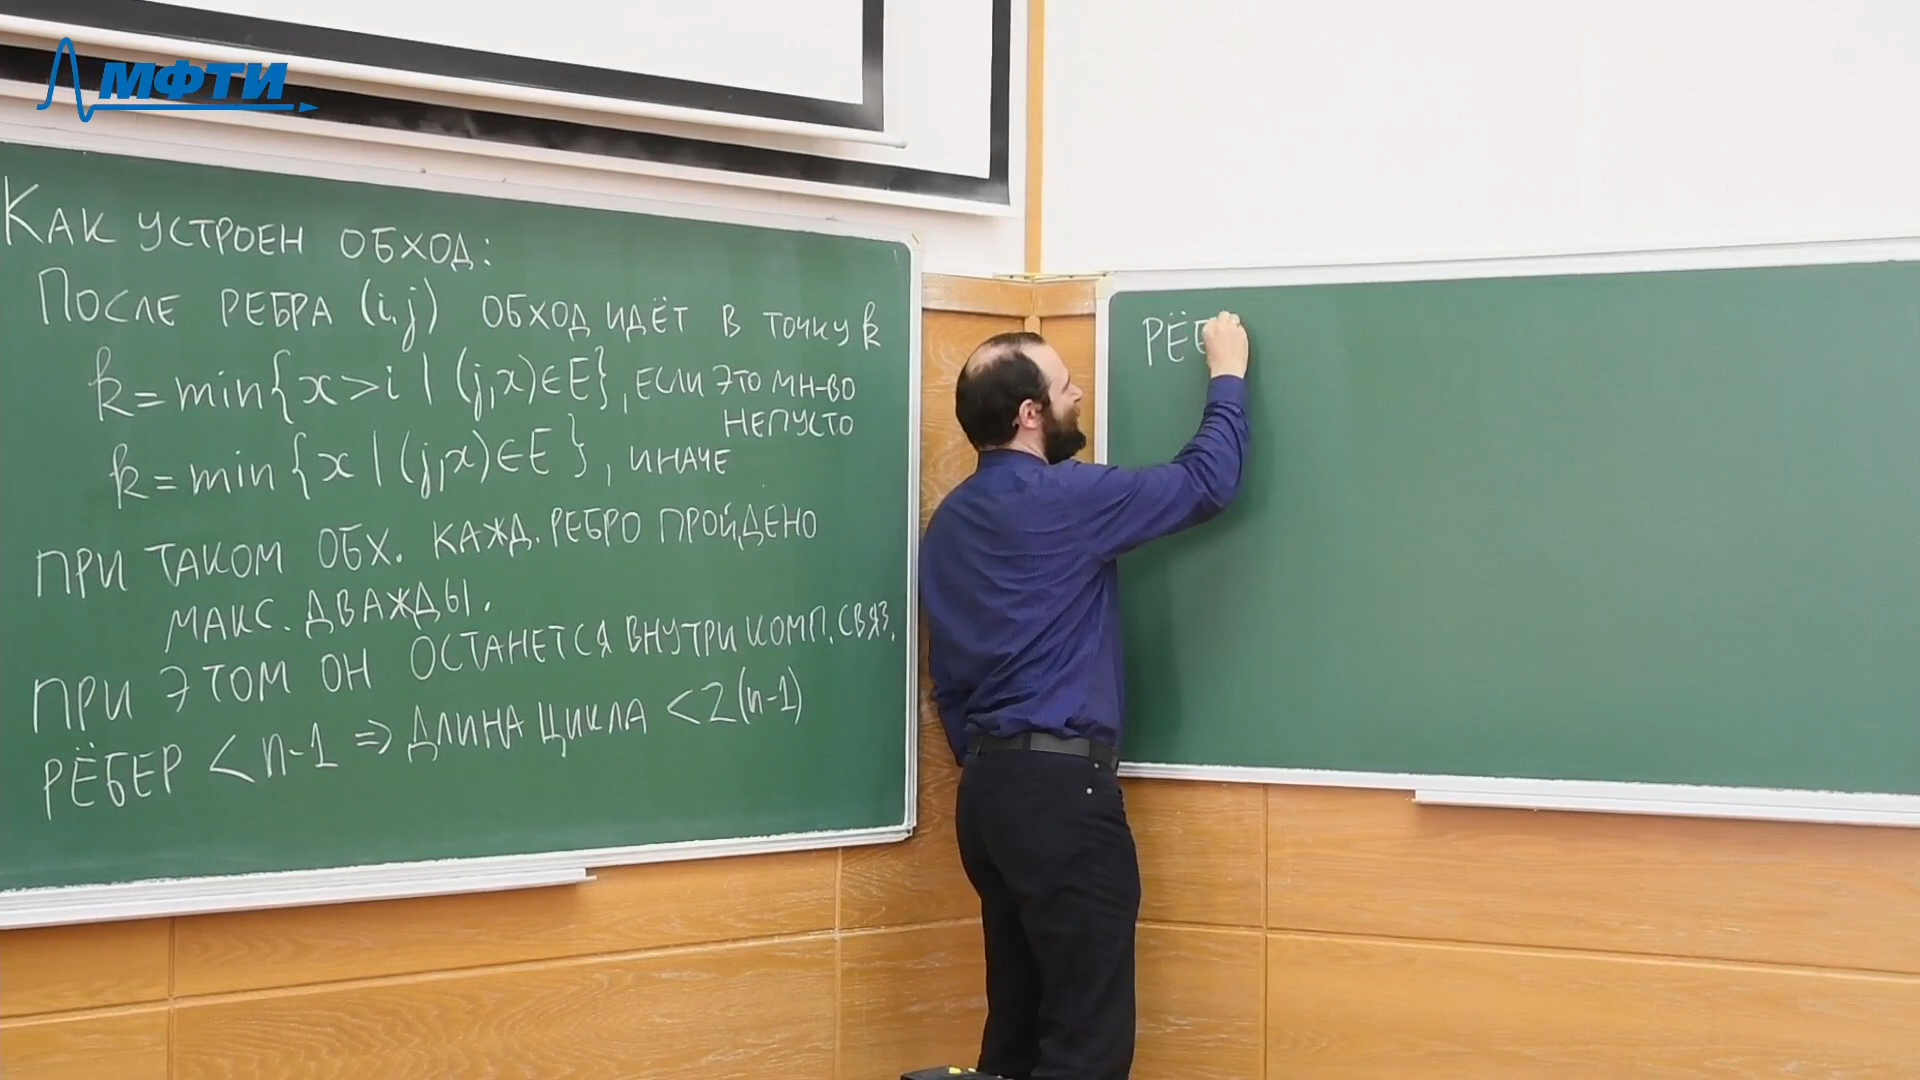 МФТИ
КАК УСТРОЕН ОБХОД:
ПОСЛЕ РЕБРА (i,j) ОБХОД ИДЁТ В ТОЧКУ k
k=min{x>i | (j,x)∈E}, ЕСЛИ ЭТО МН-ВО
НЕПУСТО
k=min{x | (j,x)∈E}, ИНАЧЕ
ПРИ ТАКОМ ОБХ. КАЖД. РЕБРО ПРОЙДЕНО
МАКС. ДВАЖДЫ.
ПРИ ЭТОМ ОН ОСТАНЕТСЯ ВНУТРИ КОМП. СВЯЗ.
РЁБЕР < n-1 ⇒ ДЛИНА ЦИКЛА < 2(n-1)
РЁБ